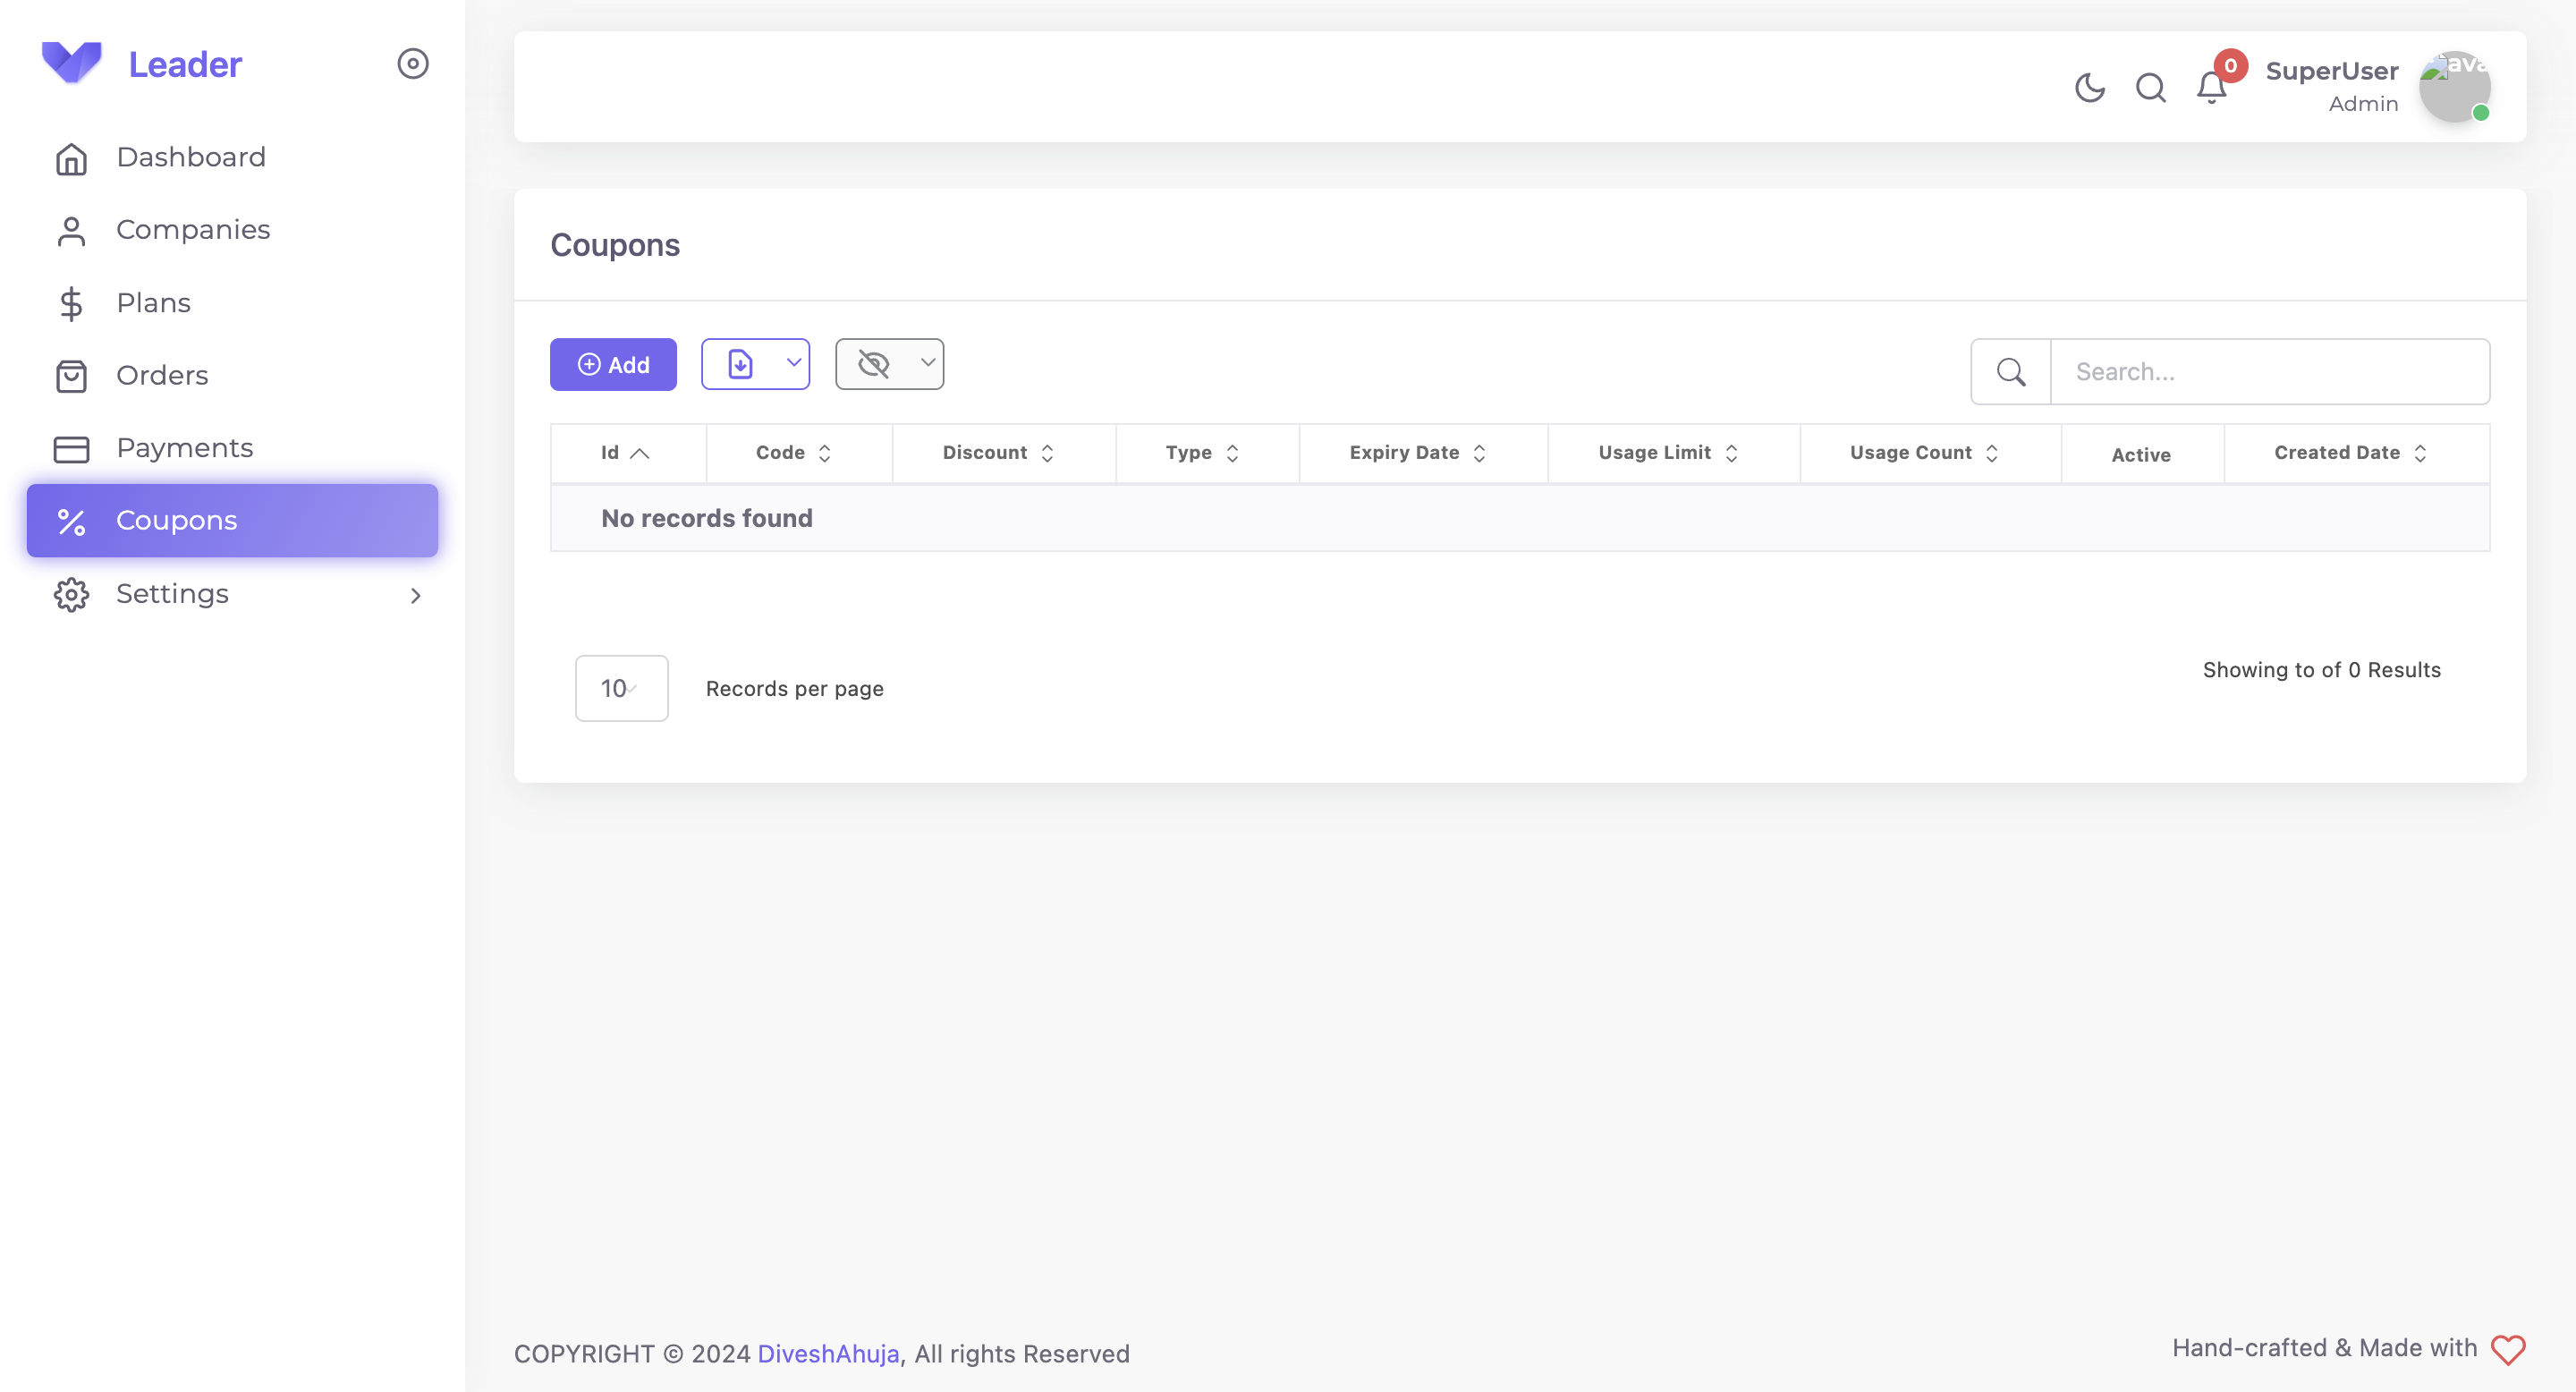 Leader
Dashboard
Companies
Plans
Orders
Payments
Coupons
Settings
0
SuperUser
Admin
ava
Coupons
Add
Search...
Id Code Discount Type Expiry Date Usage Limit Usage Count Active Created Date
No records found
10 Records per page
Showing to of 0 Results
COPYRIGHT © 2024 DiveshAhuja, All rights Reserved
Hand-crafted & Made with